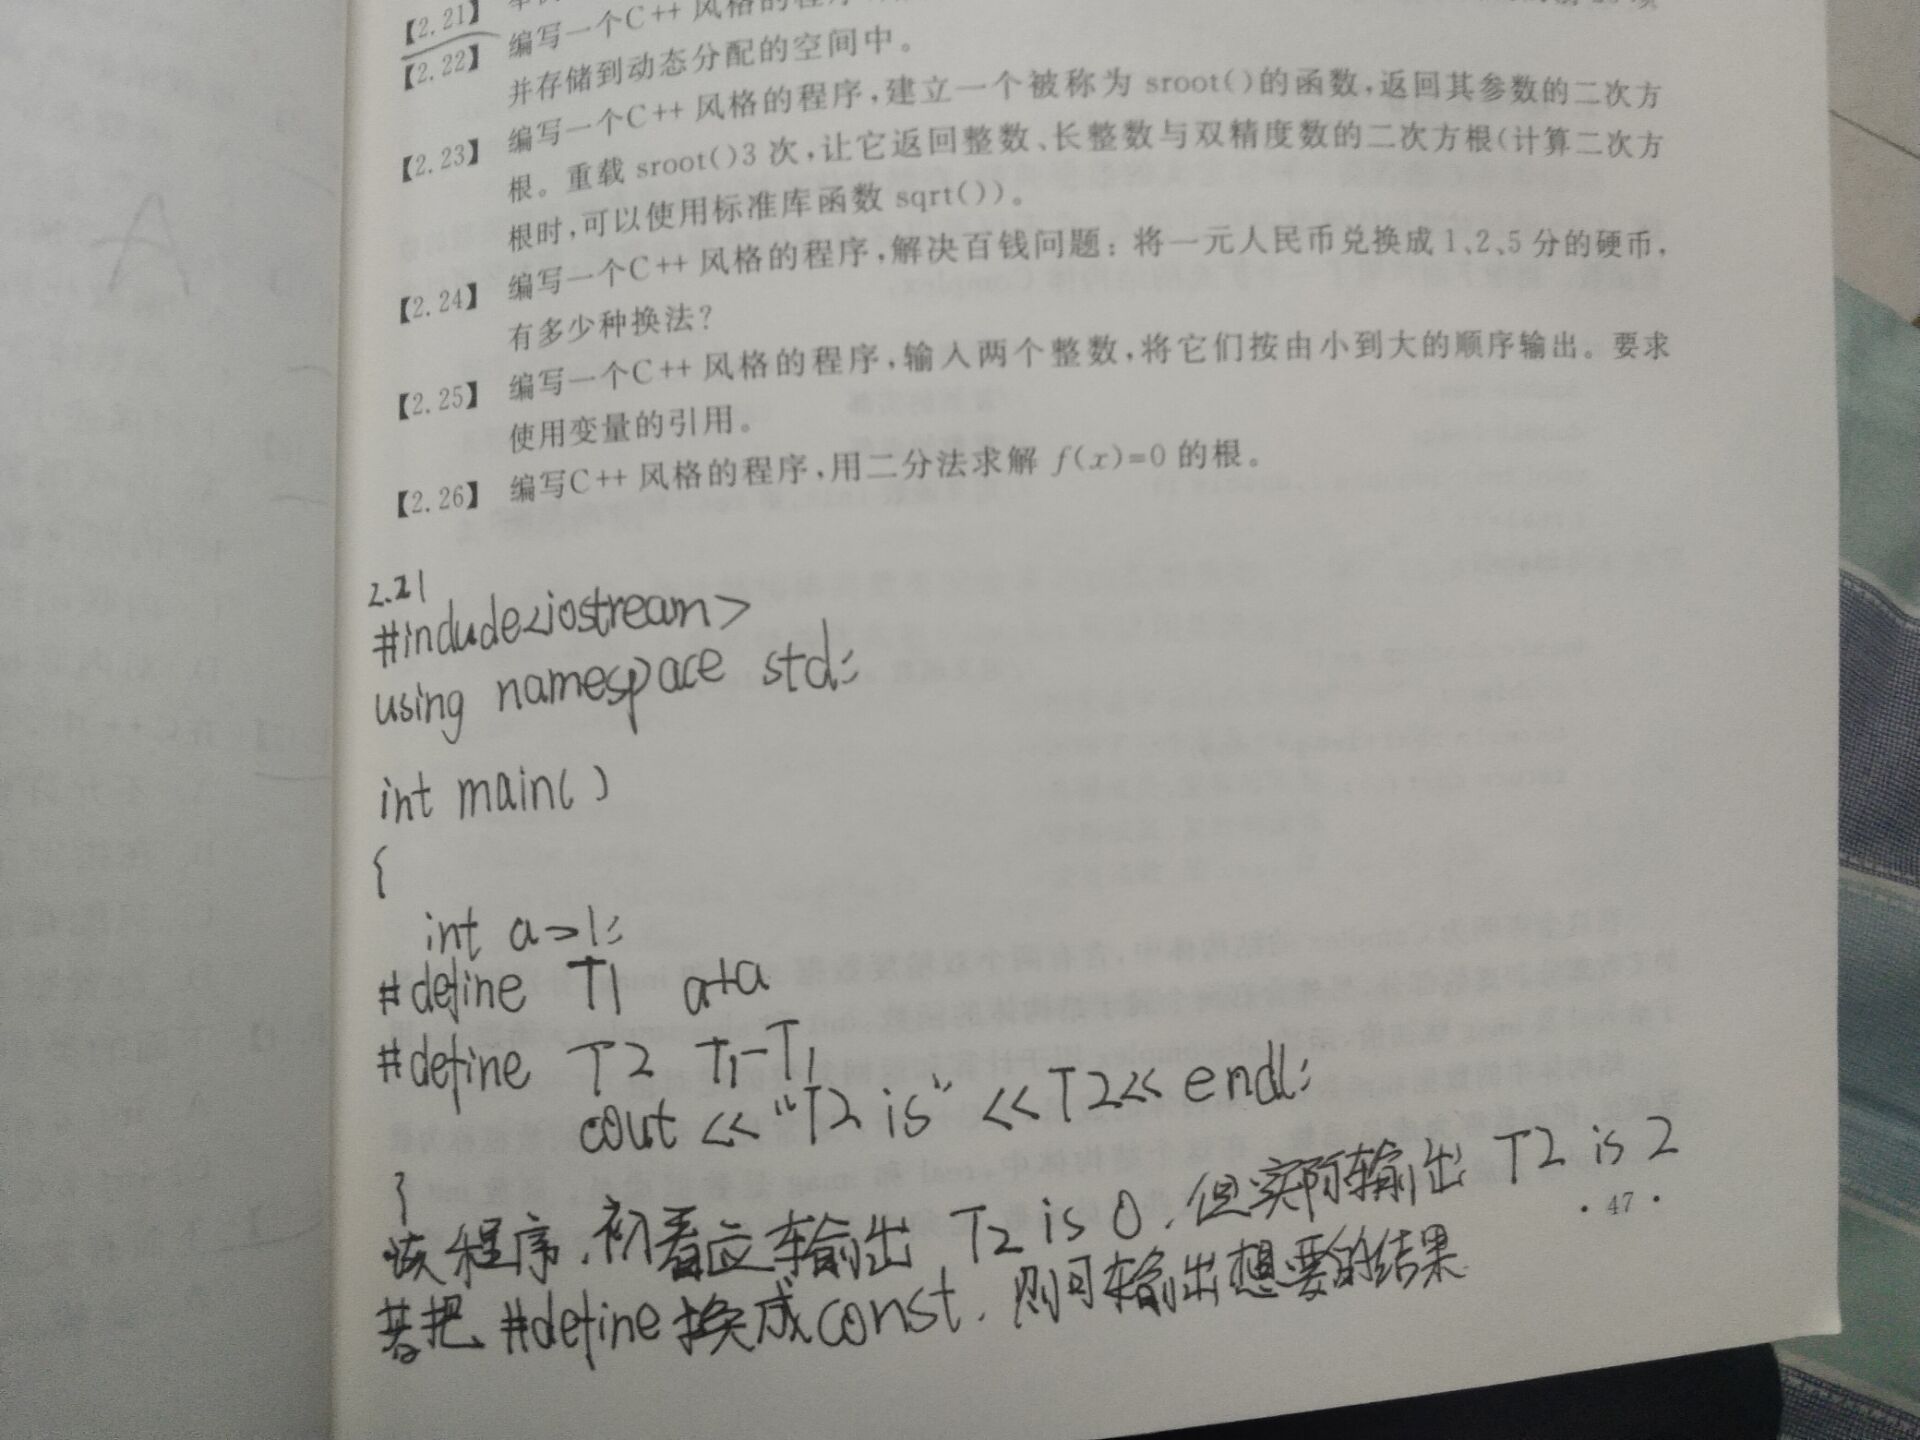 【2.21】
【2.22】 编写一个C++ 风格的程序
并存储到动态分配的空间中。
【2.23】 编写一个C++ 风格的程序,建立一个被称为 sroot()的函数,返回其参数的二次方
根。重载 sroot()3 次,让它返回整数、长整数与双精度数的二次方根(计算二次方
根时,可以使用标准库函数 sqrt())。
【2.24】 编写一个C++ 风格的程序,解决百钱问题：将一元人民币兑换成 1、2、5 分的硬币,
有多少种换法?
【2.25】 编写一个C++ 风格的程序,输入两个整数,将它们按由小到大的顺序输出。要求
使用变量的引用。
【2.26】 编写C++ 风格的程序,用二分法求解 f(x)=0 的根。
2.21
#include<iostream>
using namespace std;
int main()
{
int a=1;
#define T1 a+a
#define T2 T1-T1
cout <<"T2 is" <<T2<< endl;
}
该程序,初看应输出 T2 is 0,但实际输出 T2 is 2
若把 #define 换成const,则可输出想要的结果
· 47 ·
A